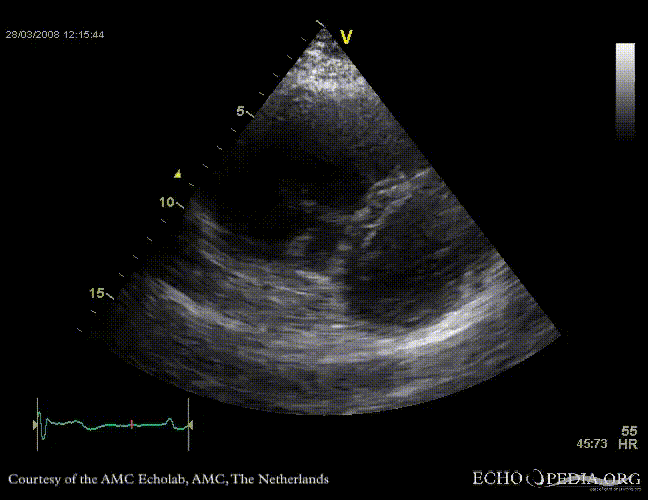 28/03/2008 12:15:44
V
5
10
15
55
45:73 HR
Courtesy of the AMC Echolab, AMC, The Netherlands
ECHOPEDIA.ORG